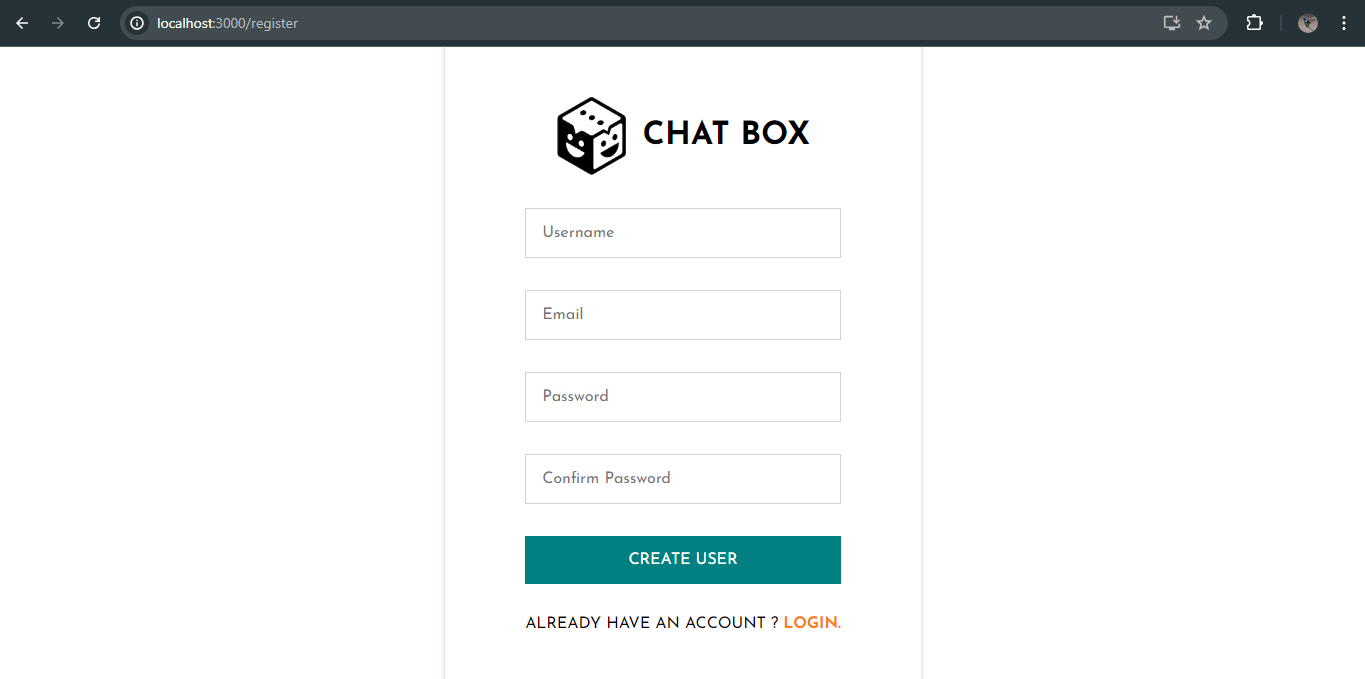 localhost:3000/register
CHAT BOX
Username
Email
Password
Confirm Password
CREATE USER
ALREADY HAVE AN ACCOUNT ? LOGIN.